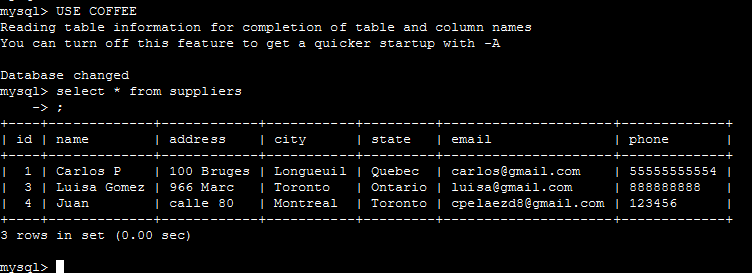 mysql> USE COFFEE
Reading table information for completion of table and column names
You can turn off this feature to get a quicker startup with -A

Database changed
mysql> select * from suppliers
    -> ;
+----+-------------+------------+-----------+---------+--------------------+-------------+
| id | name        | address    | city      | state   | email              | phone       |
+----+-------------+------------+-----------+---------+--------------------+-------------+
|  1 | Carlos P    | 100 Bruges | Longueuil | Quebec  | carlos@gmail.com   | 55555555554 |
|  3 | Luisa Gomez | 966 Marc   | Toronto   | Ontario | luisa@gmail.com    | 888888888   |
|  4 | Juan        | calle 80   | Montreal  | Toronto | cpelaezd8@gmail.com | 123456      |
+----+-------------+------------+-----------+---------+--------------------+-------------+
3 rows in set (0.00 sec)

mysql>